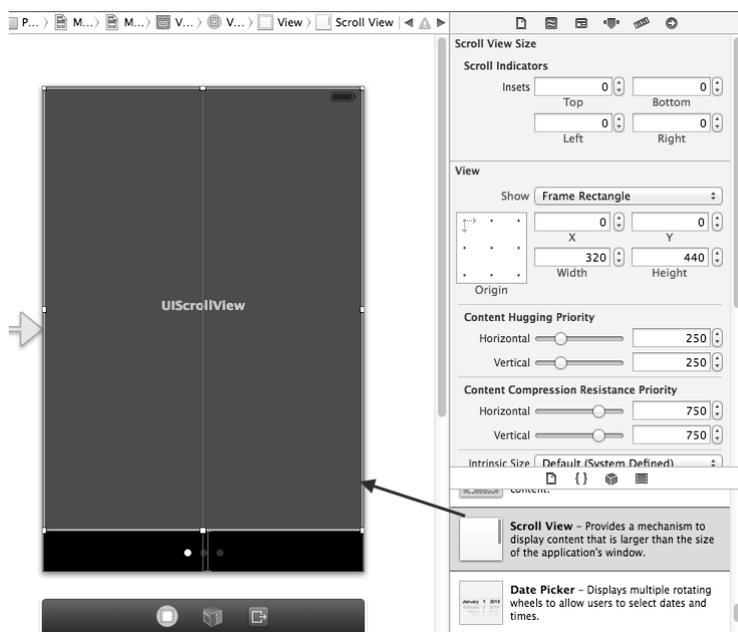 P... M... M... V... V... View Scroll View
Scroll View Size
Scroll Indicators
Insets 0 0
Top Bottom
0 0
Left Right
View
Show Frame Rectangle
0 0
X Y
320 440
Width Height
Origin
Content Hugging Priority
Horizontal 250
Vertical 250
Content Compression Resistance Priority
Horizontal 750
Vertical 750
Intrinsic Size Default (System Defined)
UIScrollView
{}
content.
Scroll View – Provides a mechanism to
display content that is larger than the size
of the application's window.
Date Picker – Displays multiple rotating
wheels to allow users to select dates and
times.